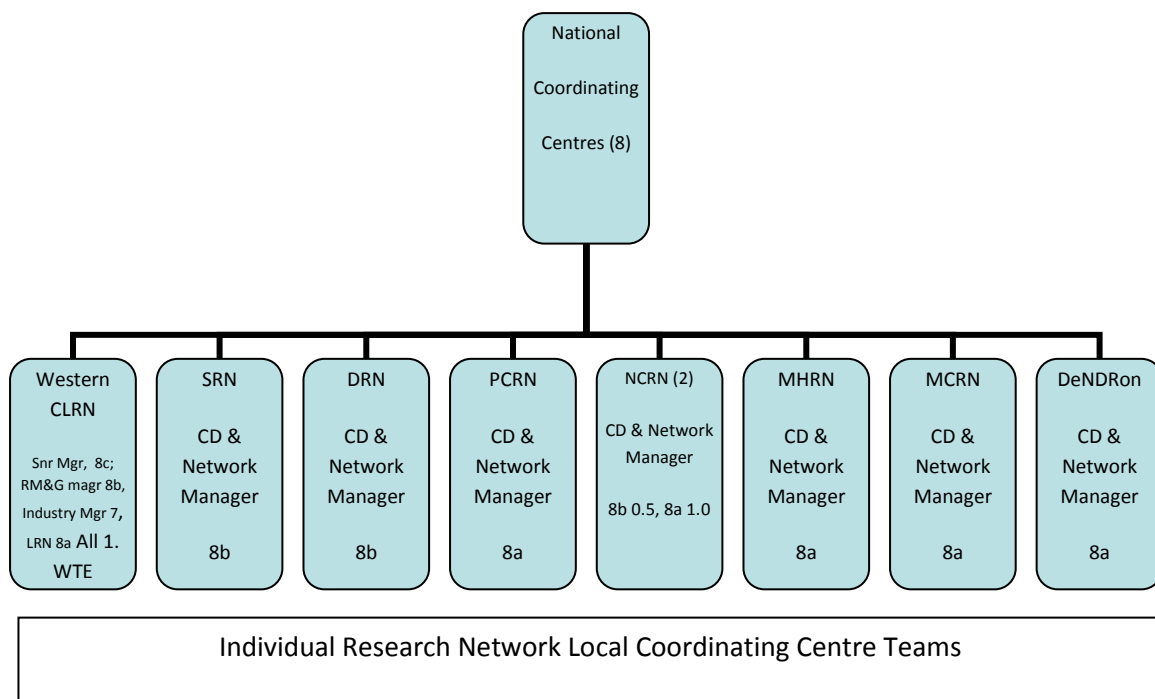 National
Coordinating
Centres (8)
Western
CLRN
Snr Mgr,  8c;
RM&G magr 8b,
Industry Mgr 7,
LRN 8a All 1.
WTE
SRN
CD &
Network
Manager
8b
DRN
CD &
Network
Manager
8b
PCRN
CD &
Network
Manager
8a
NCRN (2)
CD & Network
Manager
8b 0.5, 8a 1.0
MHRN
CD &
Network
Manager
8a
MCRN
CD &
Network
Manager
8a
DeNDRon
CD &
Network
Manager
8a
Individual Research Network Local Coordinating Centre Teams